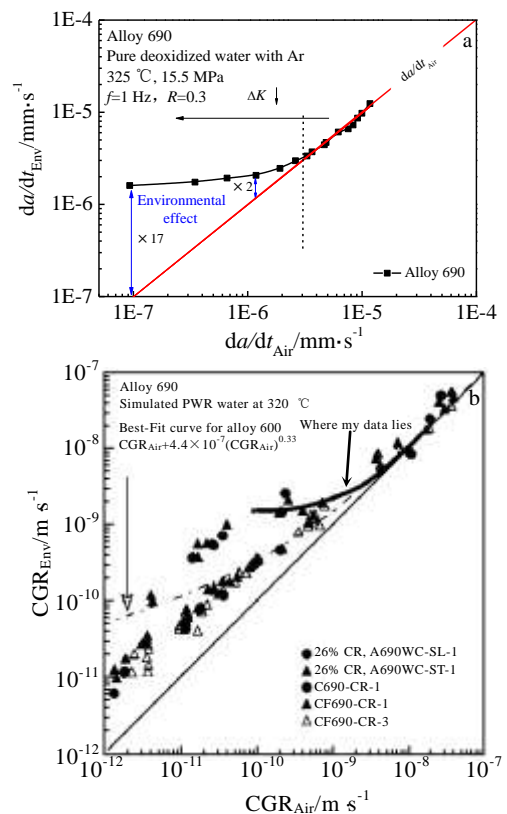 Alloy 690
a
Pure deoxidized water with Ar
325 ℃, 15.5 MPa
f=1 Hz, R=0.3
ΔK
da/dt_Air
1E-4
1E-5
1E-6
1E-7
da/dt_Env/mm·s⁻¹
×2
Environmental
effect
×17
Alloy 690
1E-7
1E-6
1E-5
1E-4
da/dt_Air/mm·s⁻¹
Alloy 690
b
Simulated PWR water at 320 ℃
Best-Fit curve for alloy 600
CGR_Air+4.4×10⁻⁷(CGR_Air)^0.33
Where my data lies
10⁻⁷
10⁻⁸
10⁻⁹
10⁻¹⁰
10⁻¹¹
10⁻¹²
CGR_Env/m s⁻¹
26% CR, A690WC-SL-1
26% CR, A690WC-ST-1
C690-CR-1
CF690-CR-1
CF690-CR-3
10⁻¹²
10⁻¹¹
10⁻¹⁰
10⁻⁹
10⁻⁸
10⁻⁷
CGR_Air/m s⁻¹